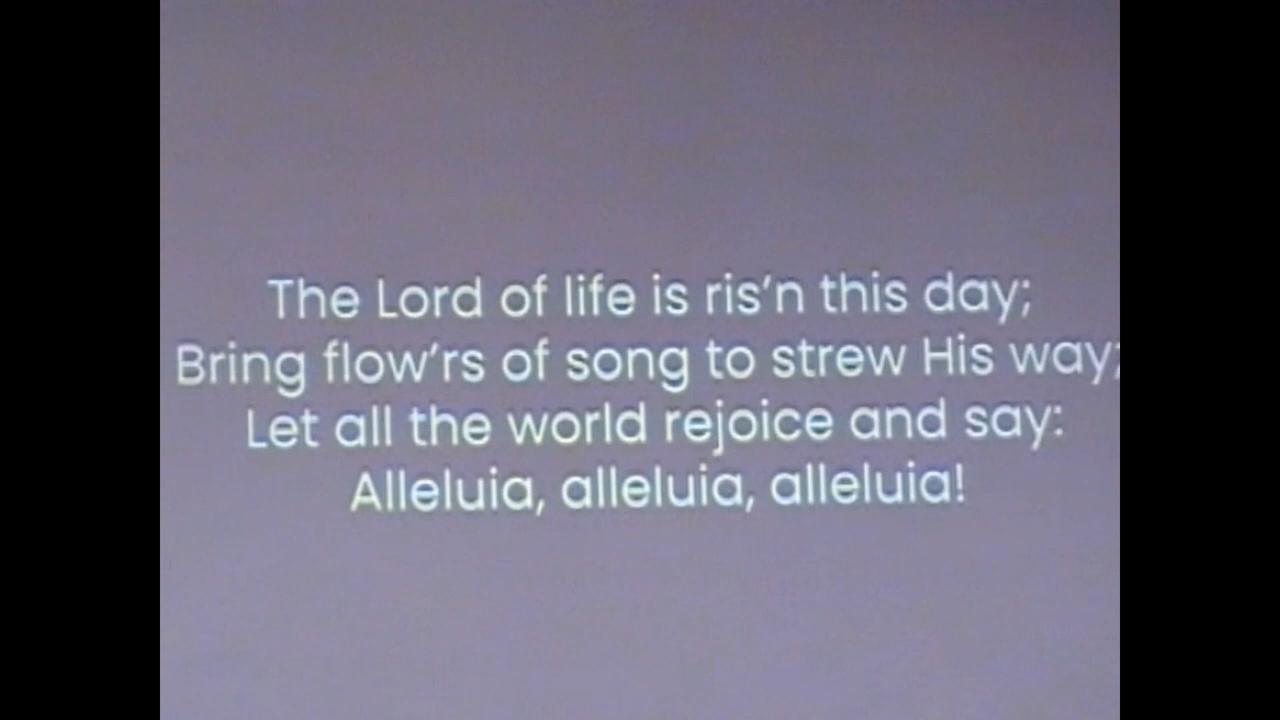 The Lord of life is ris’n this day;
Bring flow’rs of song to strew His way;
Let all the world rejoice and say:
Alleluia, alleluia, alleluia!